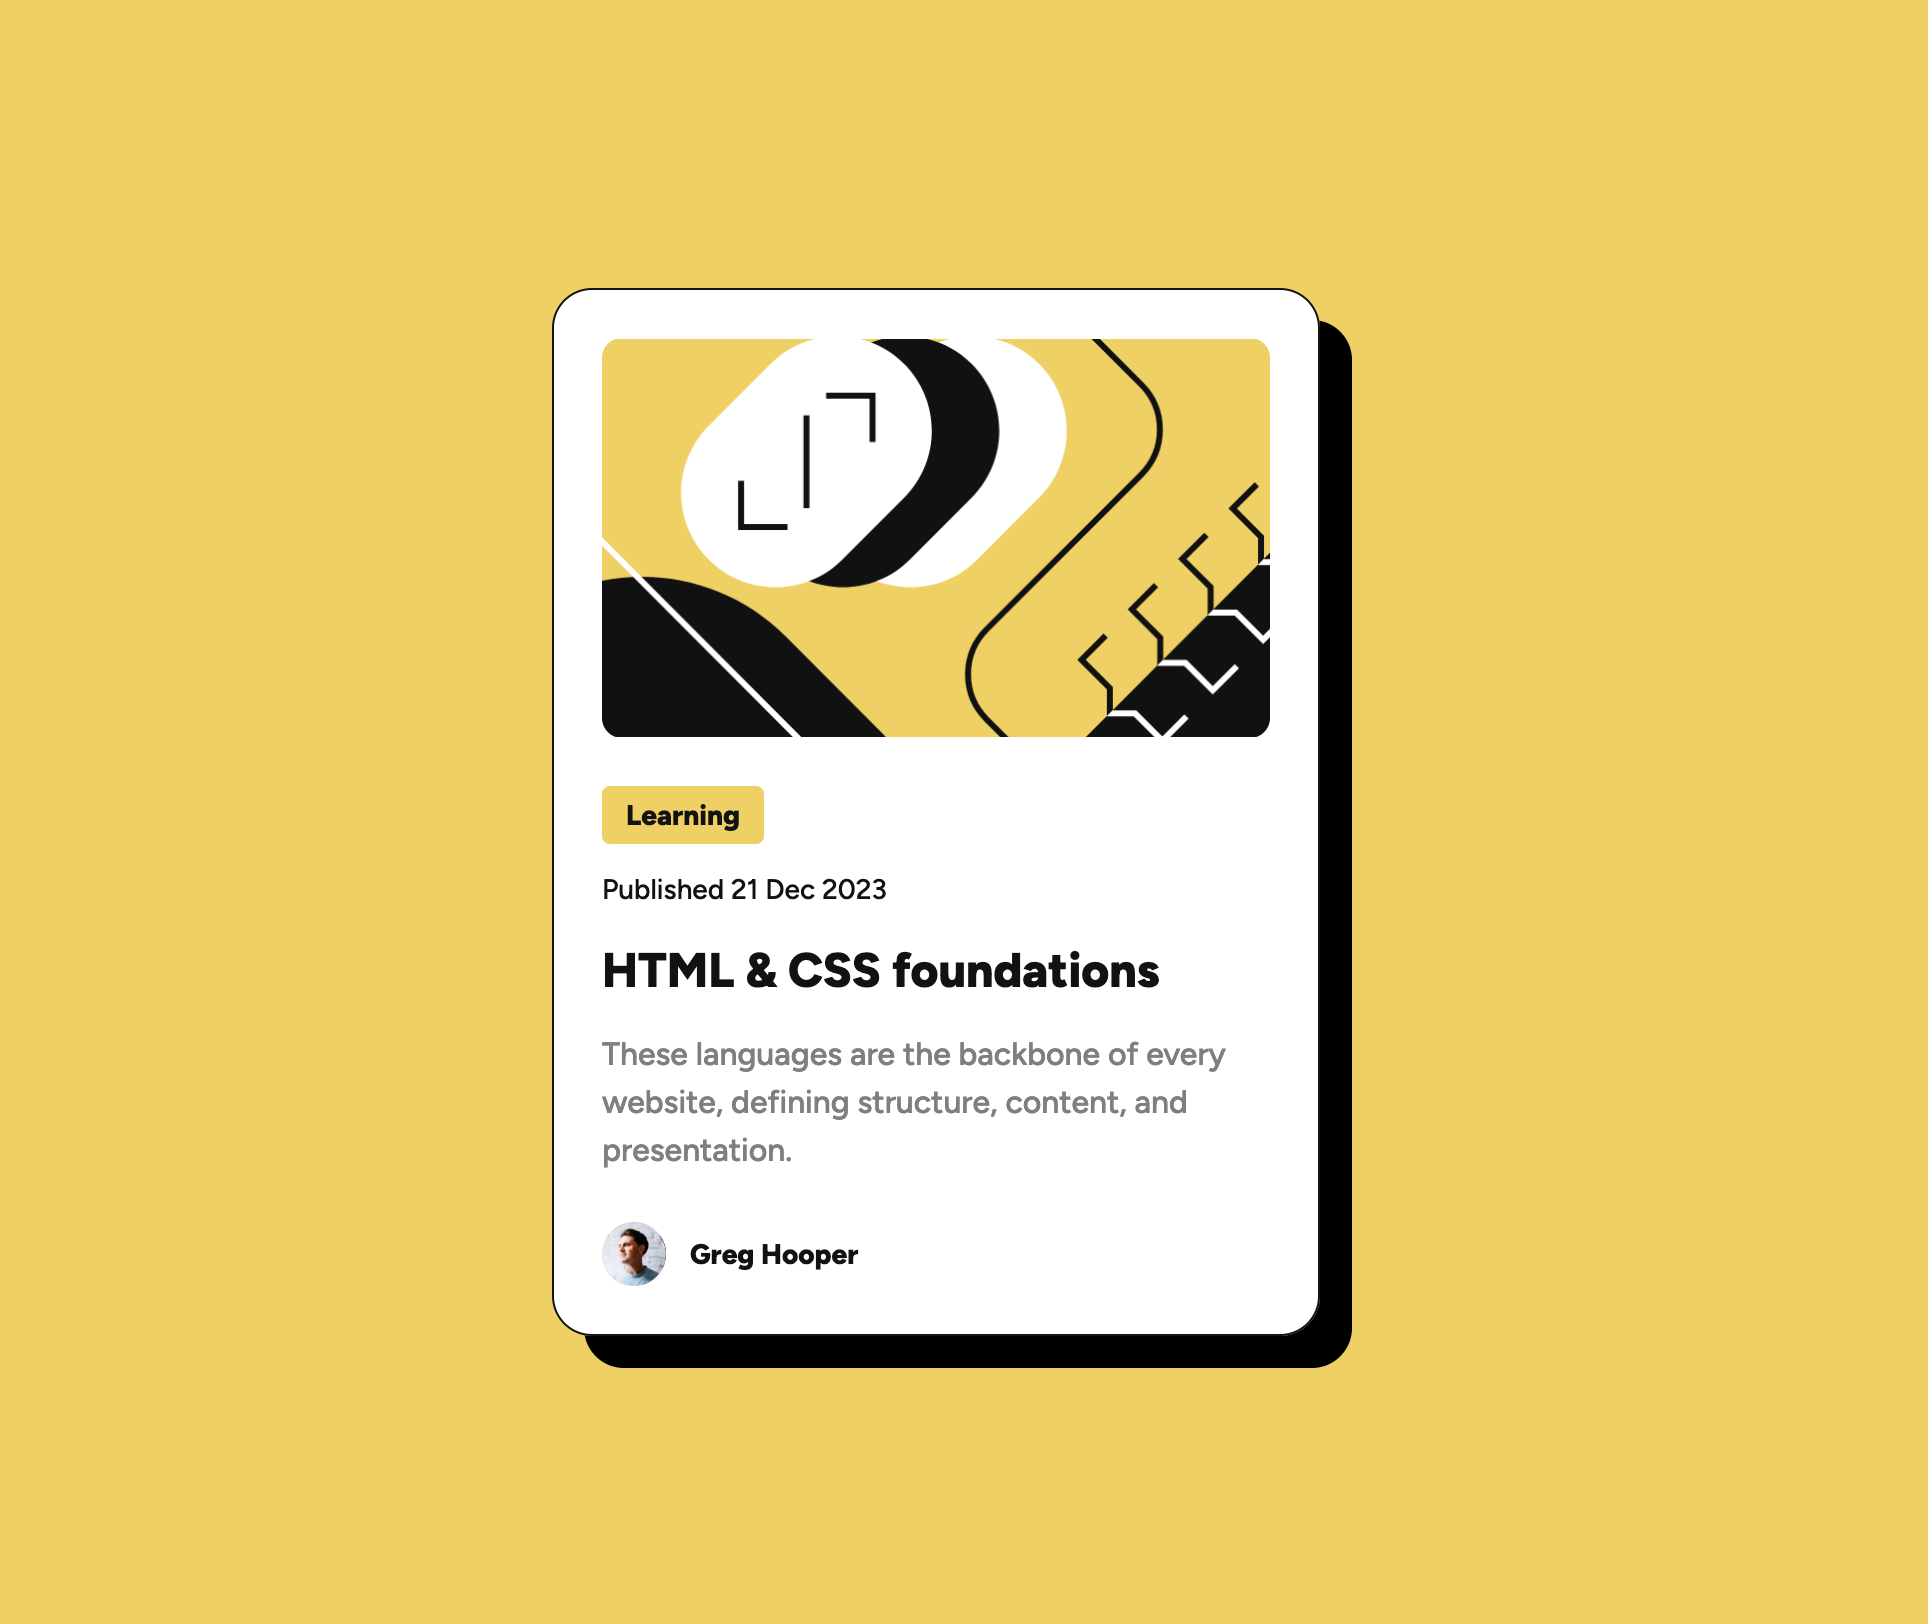 Learning
Published 21 Dec 2023
HTML & CSS foundations
These languages are the backbone of every
website, defining structure, content, and
presentation.
Greg Hooper